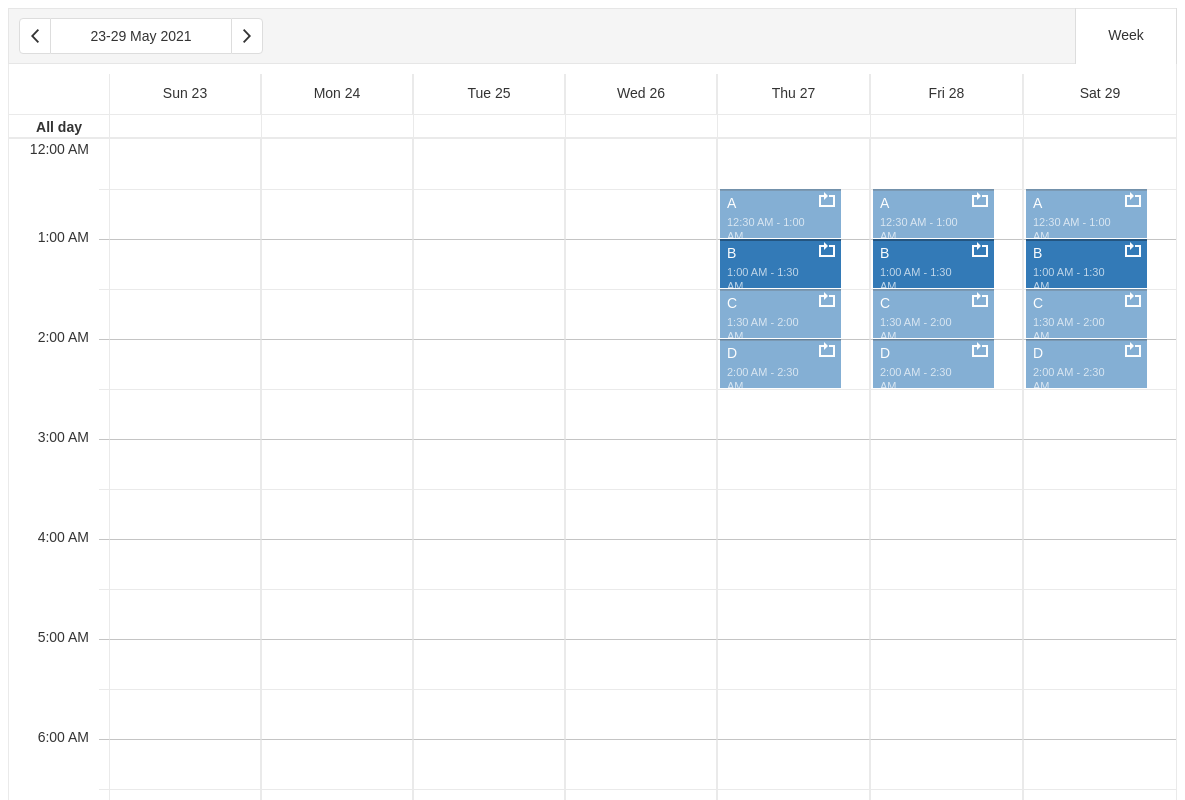 23-29 May 2021
Week
Sun 23
Mon 24
Tue 25
Wed 26
Thu 27
Fri 28
Sat 29
All day
12:00 AM
1:00 AM
2:00 AM
3:00 AM
4:00 AM
5:00 AM
6:00 AM
A
12:30 AM - 1:00
AM
B
1:00 AM - 1:30
AM
C
1:30 AM - 2:00
AM
D
2:00 AM - 2:30
AM
A
12:30 AM - 1:00
AM
B
1:00 AM - 1:30
AM
C
1:30 AM - 2:00
AM
D
2:00 AM - 2:30
AM
A
12:30 AM - 1:00
AM
B
1:00 AM - 1:30
AM
C
1:30 AM - 2:00
AM
D
2:00 AM - 2:30
AM